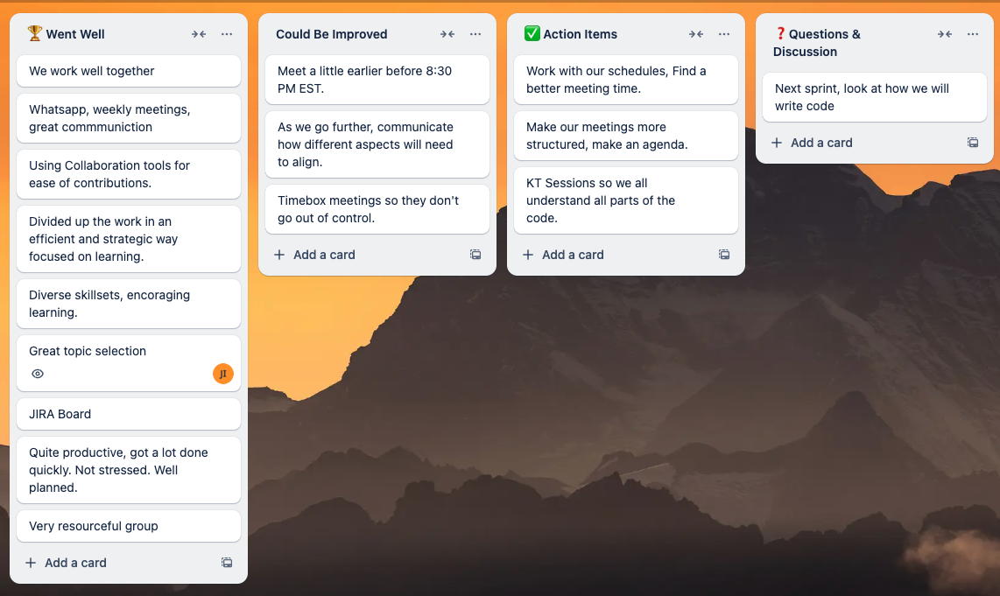 🏆 Went Well
We work well together
Whatsapp, weekly meetings,
great commmuniction
Using Collaboration tools for
ease of contributions.
Divided up the work in an
efficient and strategic way
focused on learning.
Diverse skillsets, encoraging
learning.
Great topic selection
JI
JIRA Board
Quite productive, got a lot done
quickly. Not stressed. Well
planned.
Very resourceful group
+ Add a card
Could Be Improved
Meet a little earlier before 8:30
PM EST.
As we go further, communicate
how different aspects will need
to align.
Timebox meetings so they don't
go out of control.
+ Add a card
✅ Action Items
Work with our schedules, Find a
better meeting time.
Make our meetings more
structured, make an agenda.
KT Sessions so we all
understand all parts of the
code.
+ Add a card
❓Questions &
Discussion
Next sprint, look at how we will
write code
+ Add a card